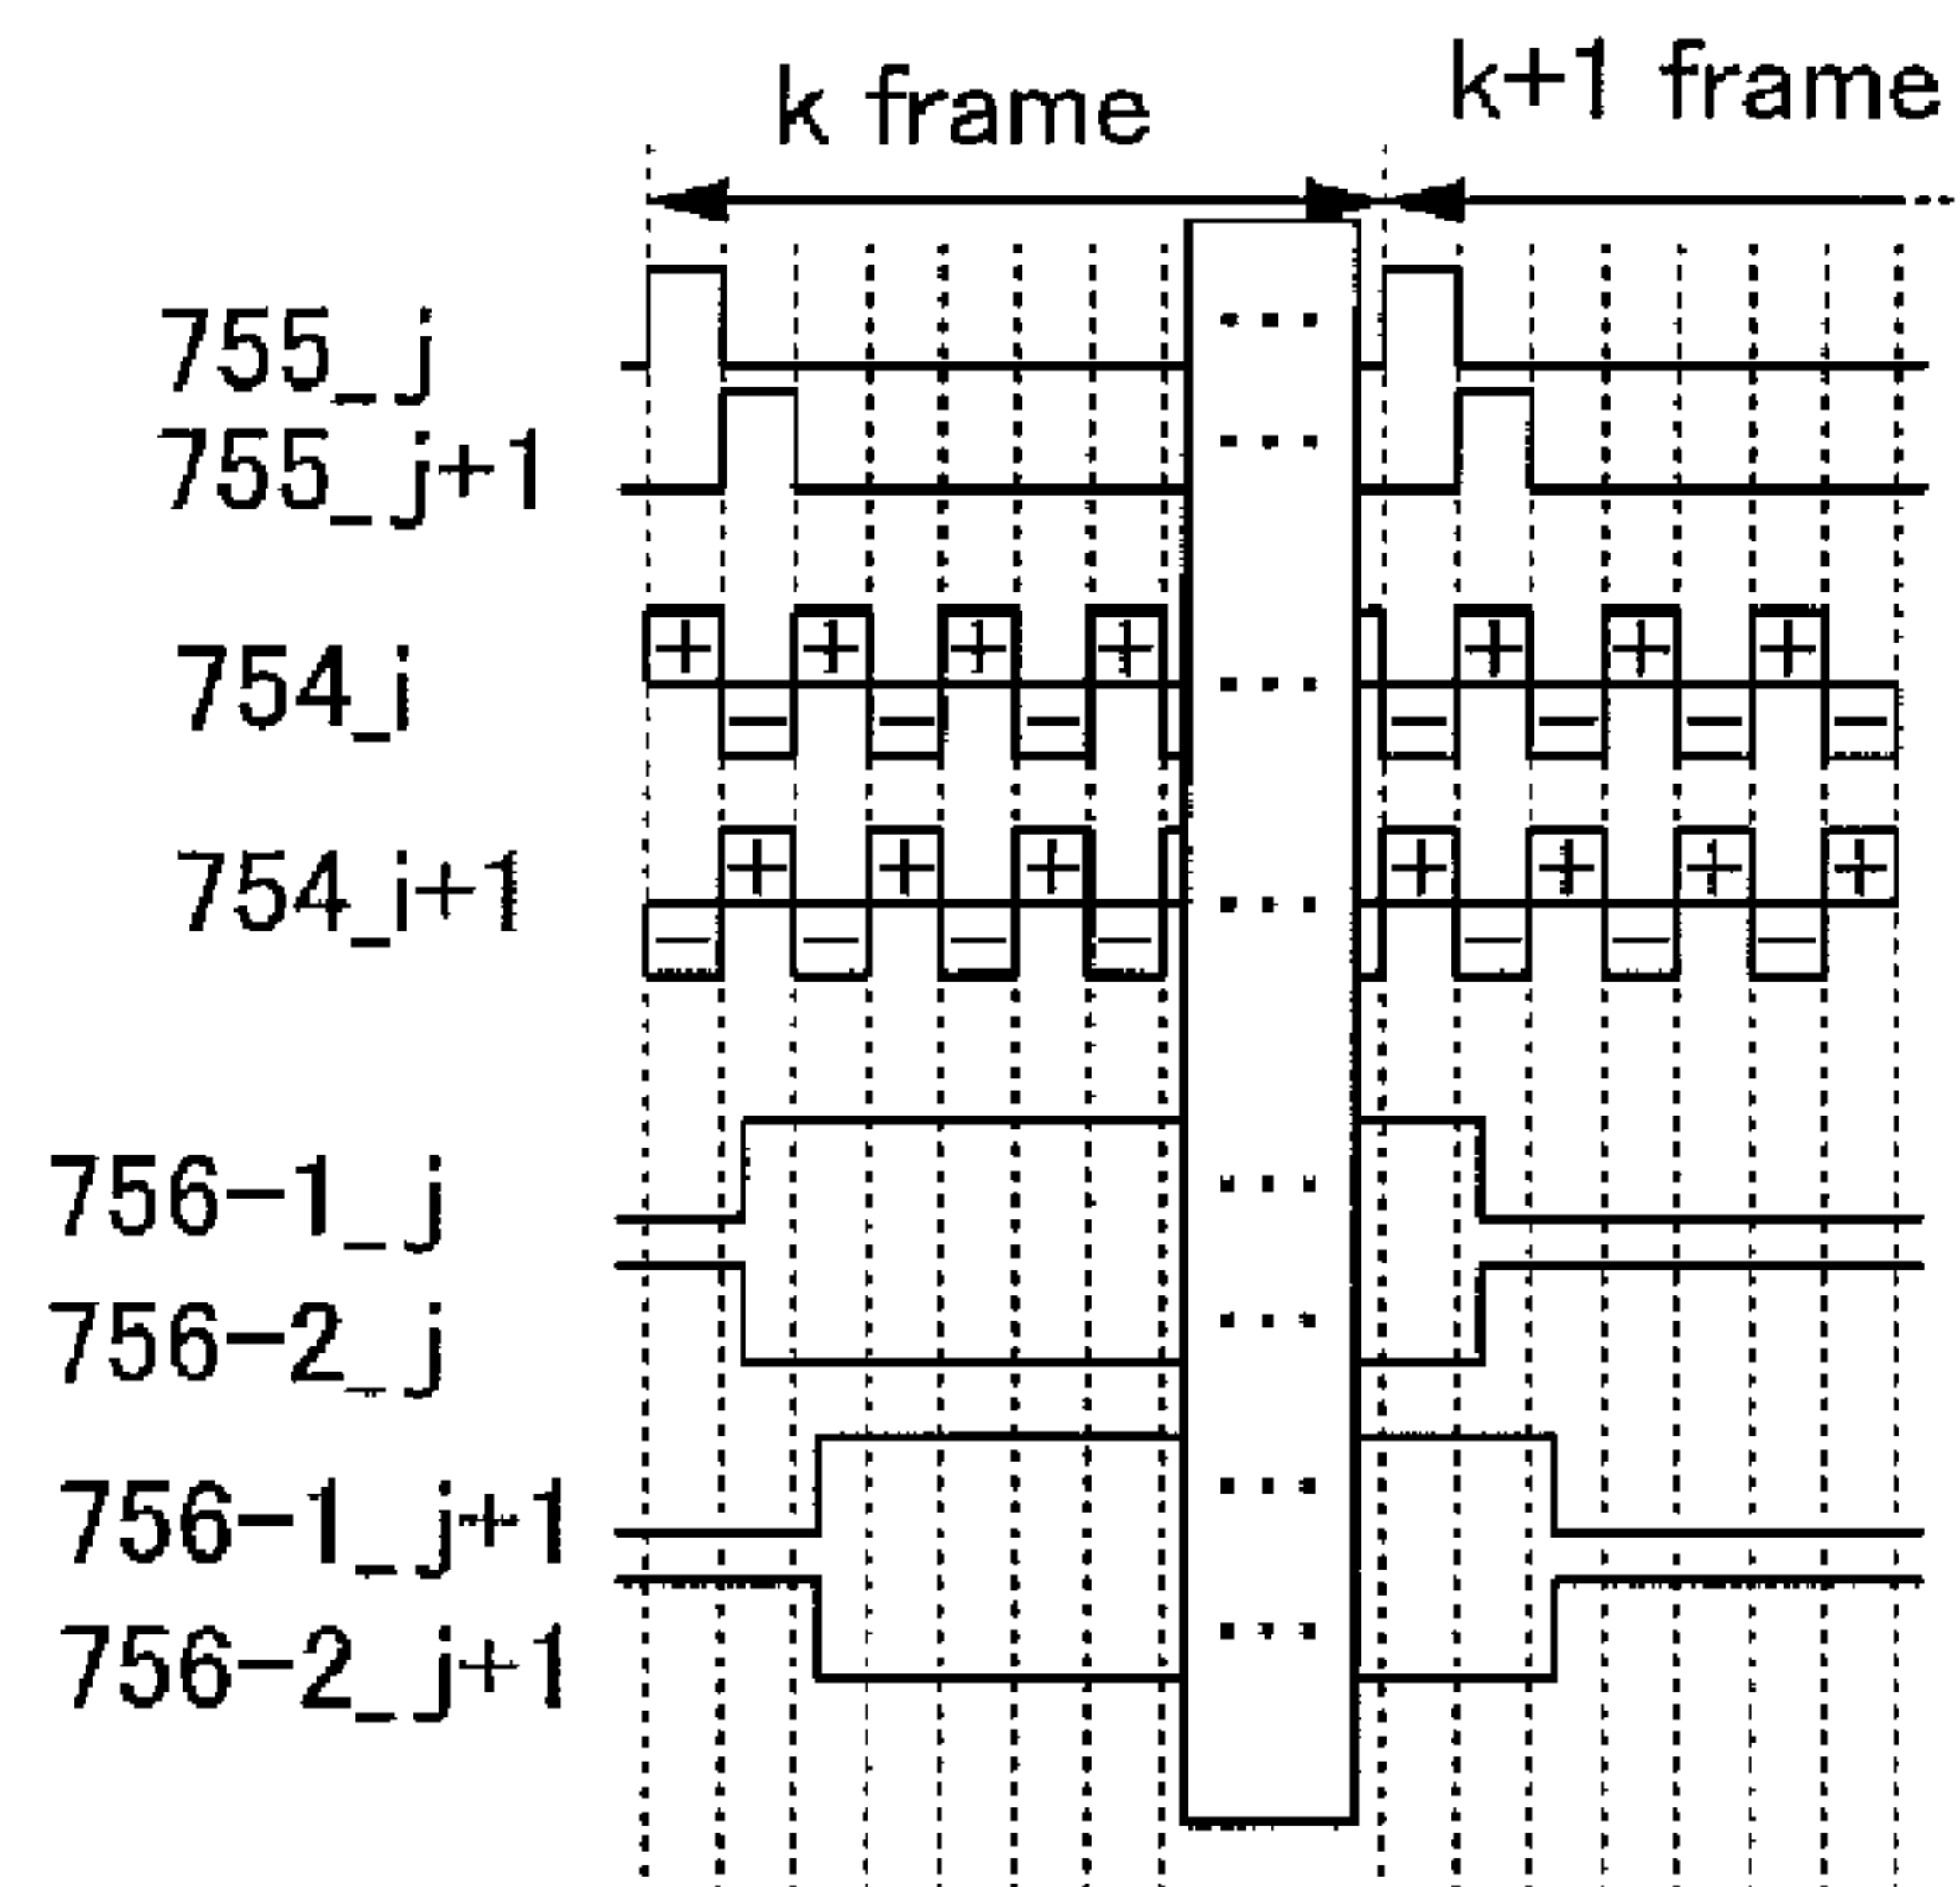 k frame
k+1 frame
755_j
...
755_j+1
...
754_i
+ − + − + − + ... − + − + − + −
754_i+1
− + − + − + − ... + − + − + − +
756-1_j
...
756-2_j
...
756-1_j+1
...
756-2_j+1
...